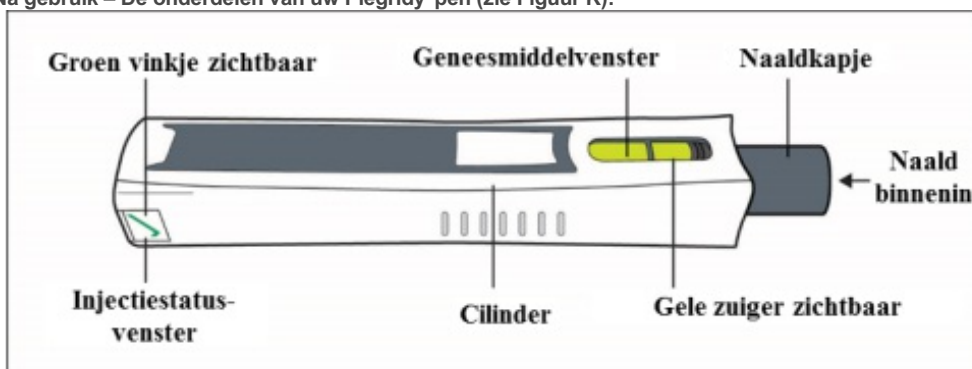 Na gebruik – De onderdelen van uw Plegridy-pen (zie Figuur K):
Groen vinkje zichtbaar
Geneesmiddelvenster
Naaldkapje
Naald
binnenin
Injectiestatus-
venster
Cilinder
Gele zuiger zichtbaar